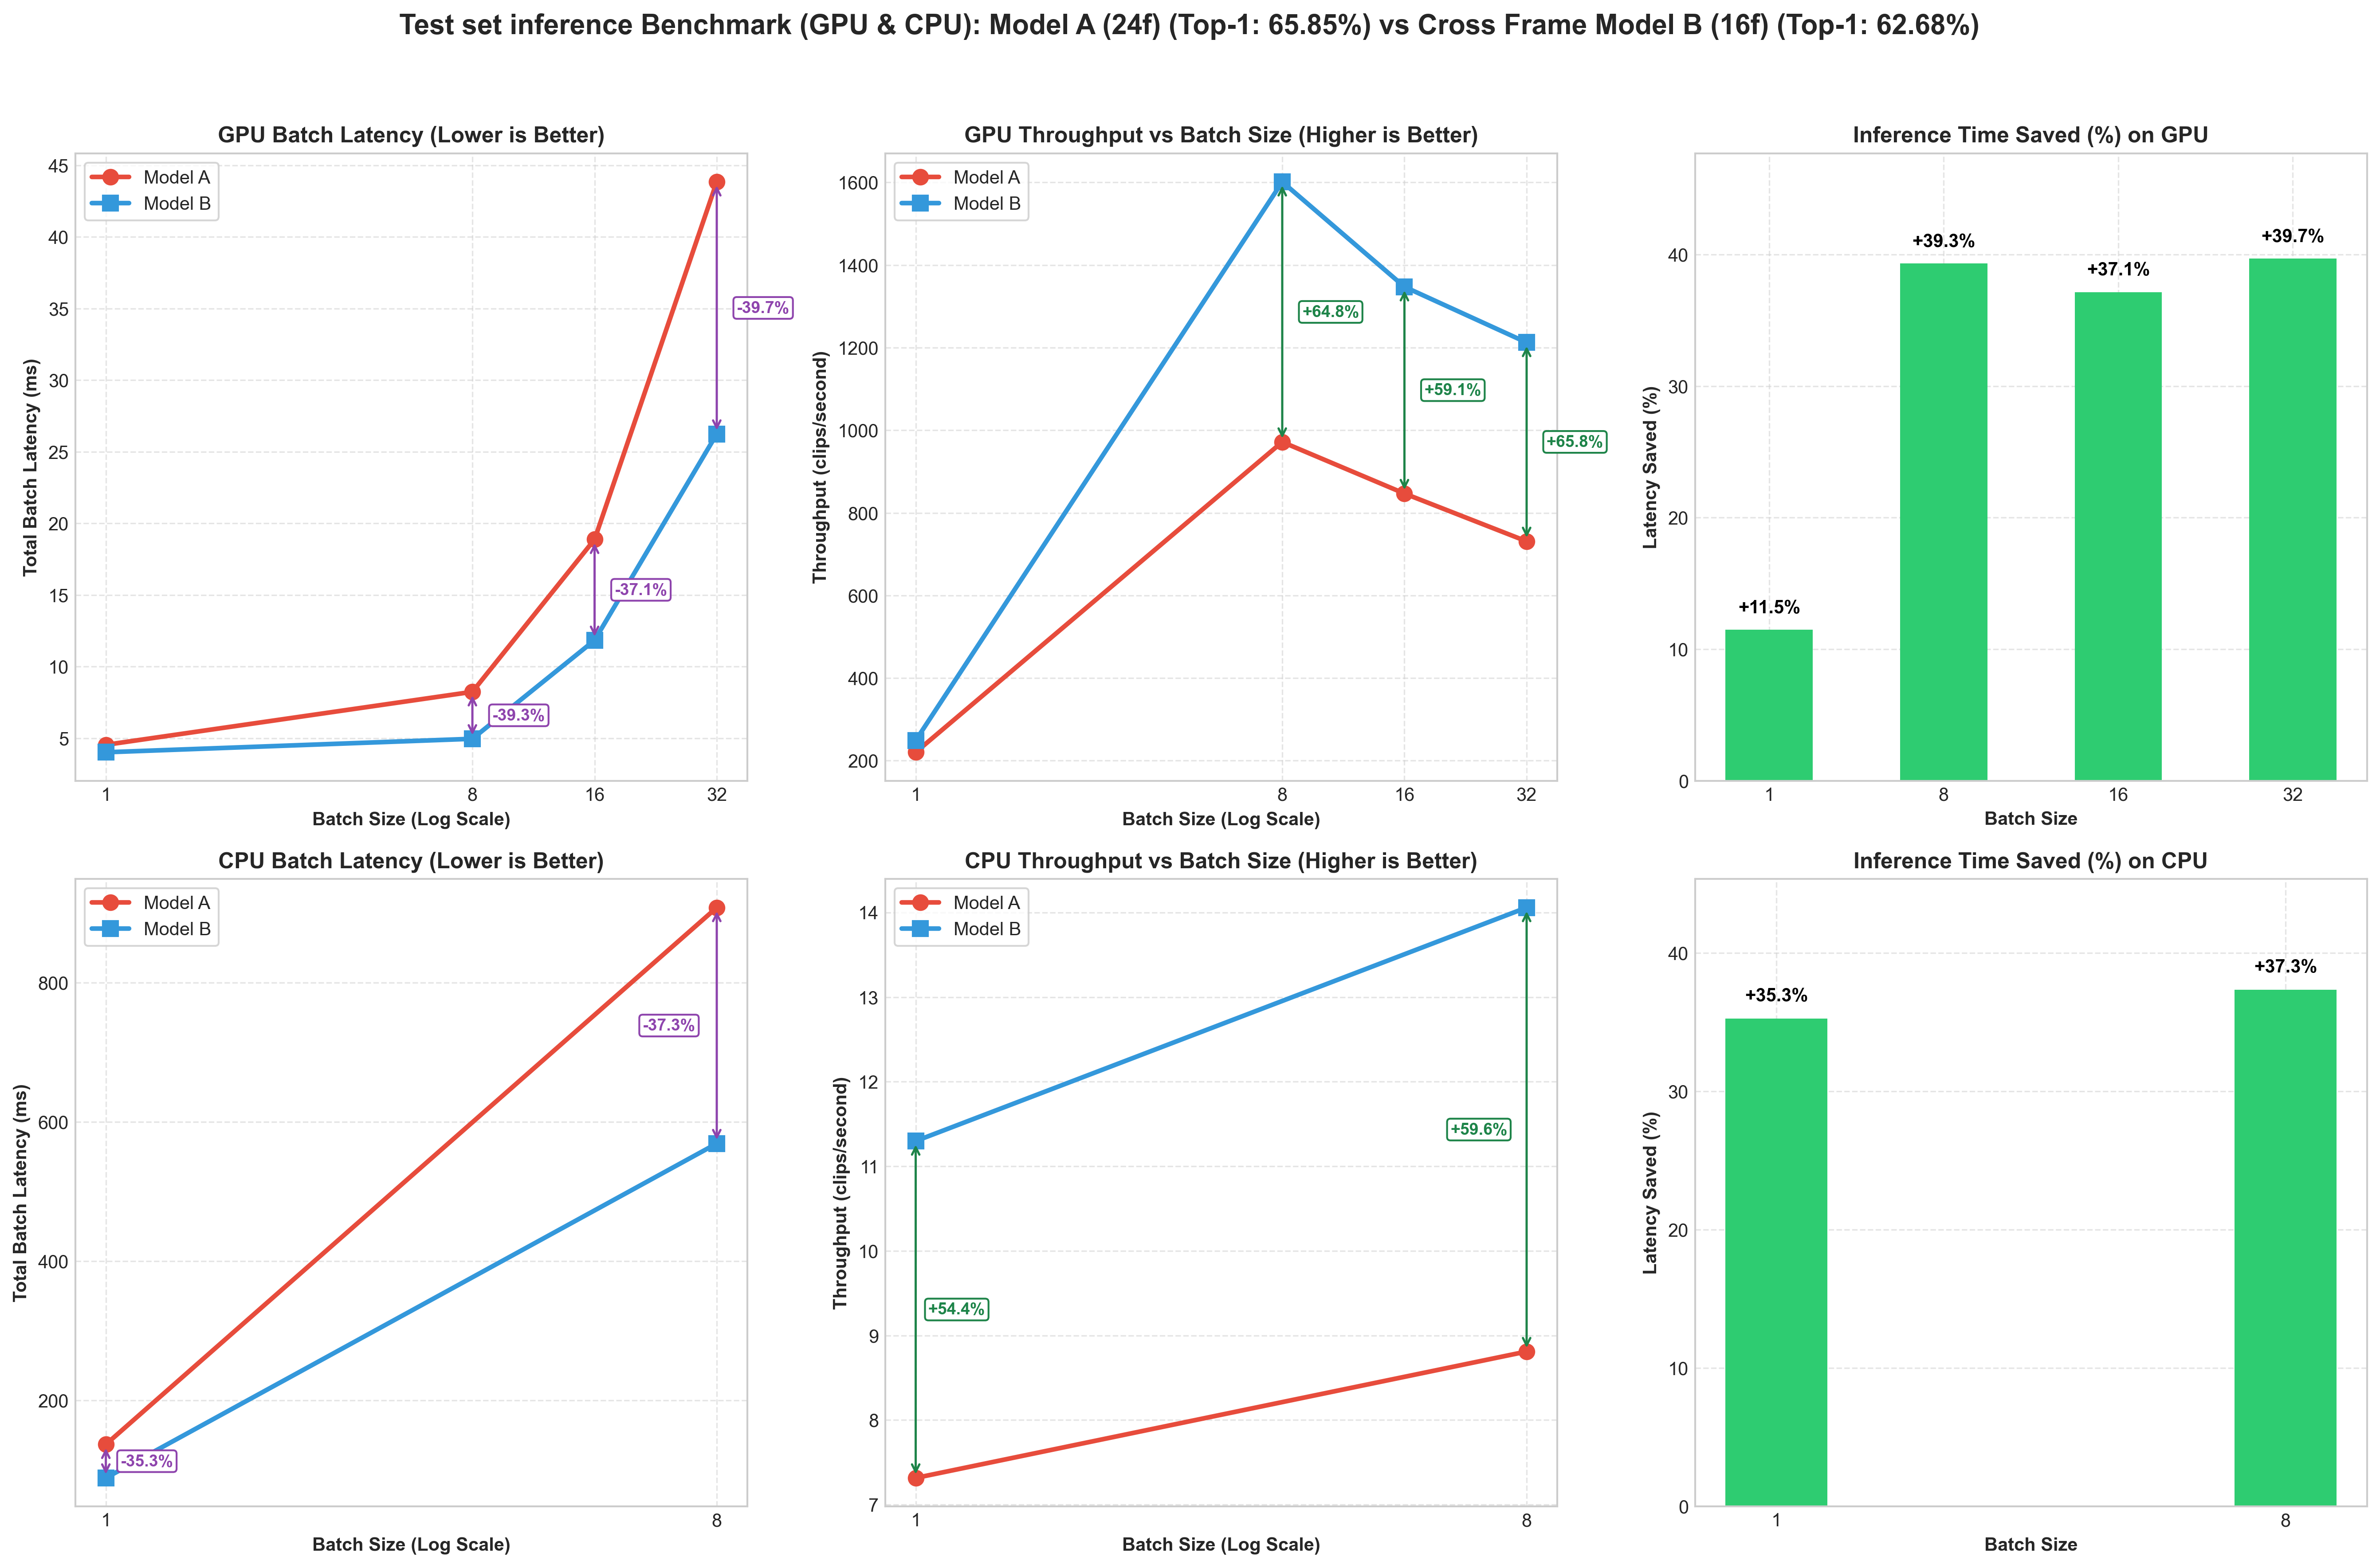 Test set inference Benchmark (GPU & CPU): Model A (24f) (Top-1: 65.85%) vs Cross Frame Model B (16f) (Top-1: 62.68%)
GPU Batch Latency (Lower is Better)
Model A
Model B
45
40
35
30
25
20
15
10
5
Total Batch Latency (ms)
-39.3%
-37.1%
-39.7%
1
8
16
32
Batch Size (Log Scale)
GPU Throughput vs Batch Size (Higher is Better)
Model A
Model B
1600
1400
1200
1000
800
600
400
200
Throughput (clips/second)
+64.8%
+59.1%
+65.8%
1
8
16
32
Batch Size (Log Scale)
Inference Time Saved (%) on GPU
40
30
20
10
0
Latency Saved (%)
+11.5%
+39.3%
+37.1%
+39.7%
1
8
16
32
Batch Size
CPU Batch Latency (Lower is Better)
Model A
Model B
800
600
400
200
Total Batch Latency (ms)
-35.3%
-37.3%
1
8
Batch Size (Log Scale)
CPU Throughput vs Batch Size (Higher is Better)
Model A
Model B
14
13
12
11
10
9
8
7
Throughput (clips/second)
+54.4%
+59.6%
1
8
Batch Size (Log Scale)
Inference Time Saved (%) on CPU
40
30
20
10
0
Latency Saved (%)
+35.3%
+37.3%
1
8
Batch Size